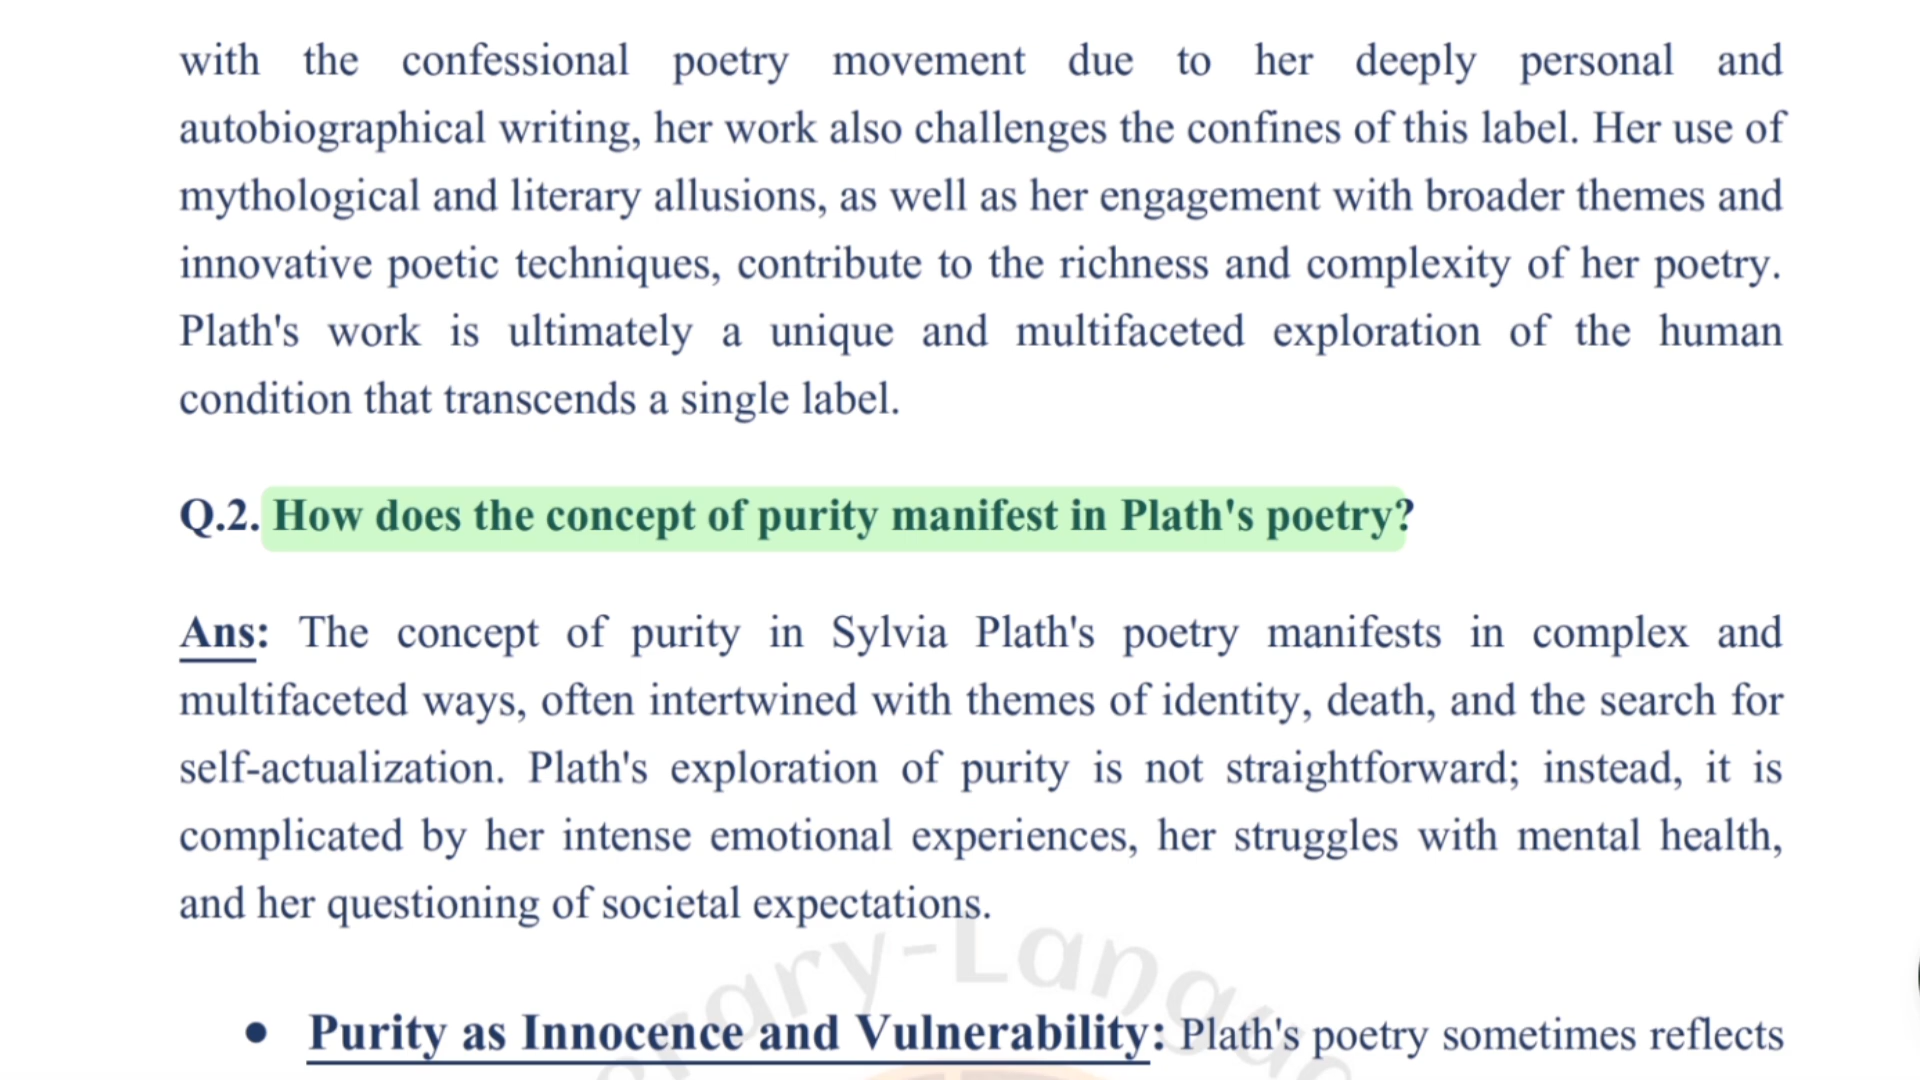 with the confessional poetry movement due to her deeply personal and
autobiographical writing, her work also challenges the confines of this label. Her use of
mythological and literary allusions, as well as her engagement with broader themes and
innovative poetic techniques, contribute to the richness and complexity of her poetry.
Plath's work is ultimately a unique and multifaceted exploration of the human
condition that transcends a single label.
Q.2. How does the concept of purity manifest in Plath's poetry?
Ans: The concept of purity in Sylvia Plath's poetry manifests in complex and
multifaceted ways, often intertwined with themes of identity, death, and the search for
self-actualization. Plath's exploration of purity is not straightforward; instead, it is
complicated by her intense emotional experiences, her struggles with mental health,
and her questioning of societal expectations.
• Purity as Innocence and Vulnerability: Plath's poetry sometimes reflects